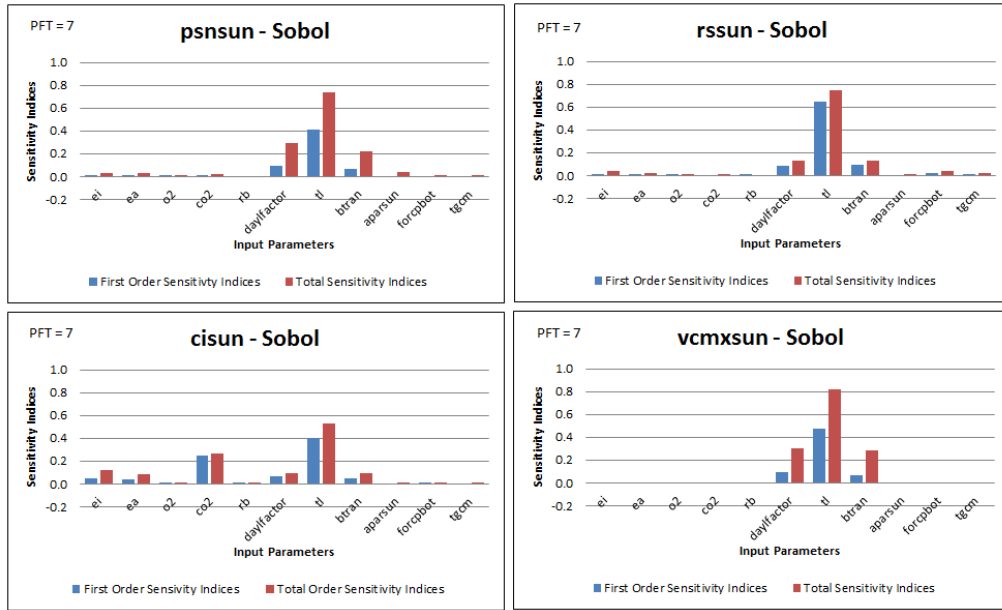 PFT = 7
psnsun - Sobol
Sensitivity Indices
1.0
0.8
0.6
0.4
0.2
0.0
-0.2
ei
ea
o2
co2
rb
daylfactor
tl
btran
aparsun
forcpbot
tgcm
Input Parameters
First Order Sensitivty Indices
Total Sensitivity Indices
PFT = 7
rssun - Sobol
Sensitivity Indices
1.0
0.8
0.6
0.4
0.2
0.0
-0.2
ei
ea
o2
co2
rb
daylfactor
tl
btran
aparsun
forcpbot
tgcm
Input Parameters
First Order Sensitivity Indices
Total Sensitivity Indices
PFT = 7
cisun - Sobol
Sensitivity Indices
1.0
0.8
0.6
0.4
0.2
0.0
-0.2
ei
ea
o2
co2
rb
daylfactor
tl
btran
aparsun
forcpbot
tgcm
Input Parameters
First Order Sensivity Indices
Total Order Sensitivity Indices
PFT = 7
vcmxsun - Sobol
Sensitivity Indices
1.0
0.8
0.6
0.4
0.2
0.0
-0.2
ei
ea
o2
co2
rb
daylfactor
tl
btran
aparsun
forcpbot
tgcm
Input Parameters
First Order Sensitivity Indices
Total Sensitivity Indices